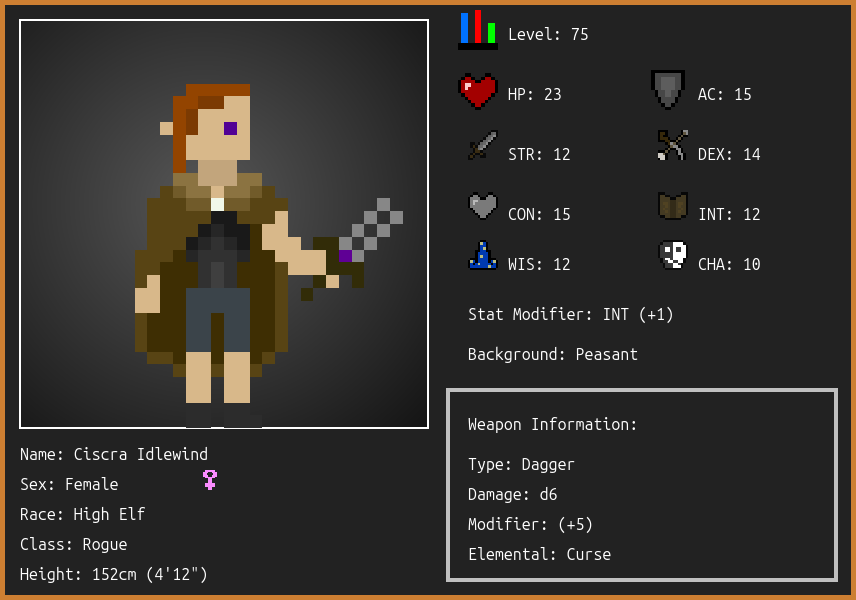 Level: 75
HP: 23
AC: 15
STR: 12
DEX: 14
CON: 15
INT: 12
WIS: 12
CHA: 10
Stat Modifier: INT (+1)
Background: Peasant
Weapon Information:
Type: Dagger
Damage: d6
Modifier: (+5)
Elemental: Curse
Name: Ciscra Idlewind
Sex: Female
Race: High Elf
Class: Rogue
Height: 152cm (4'12")